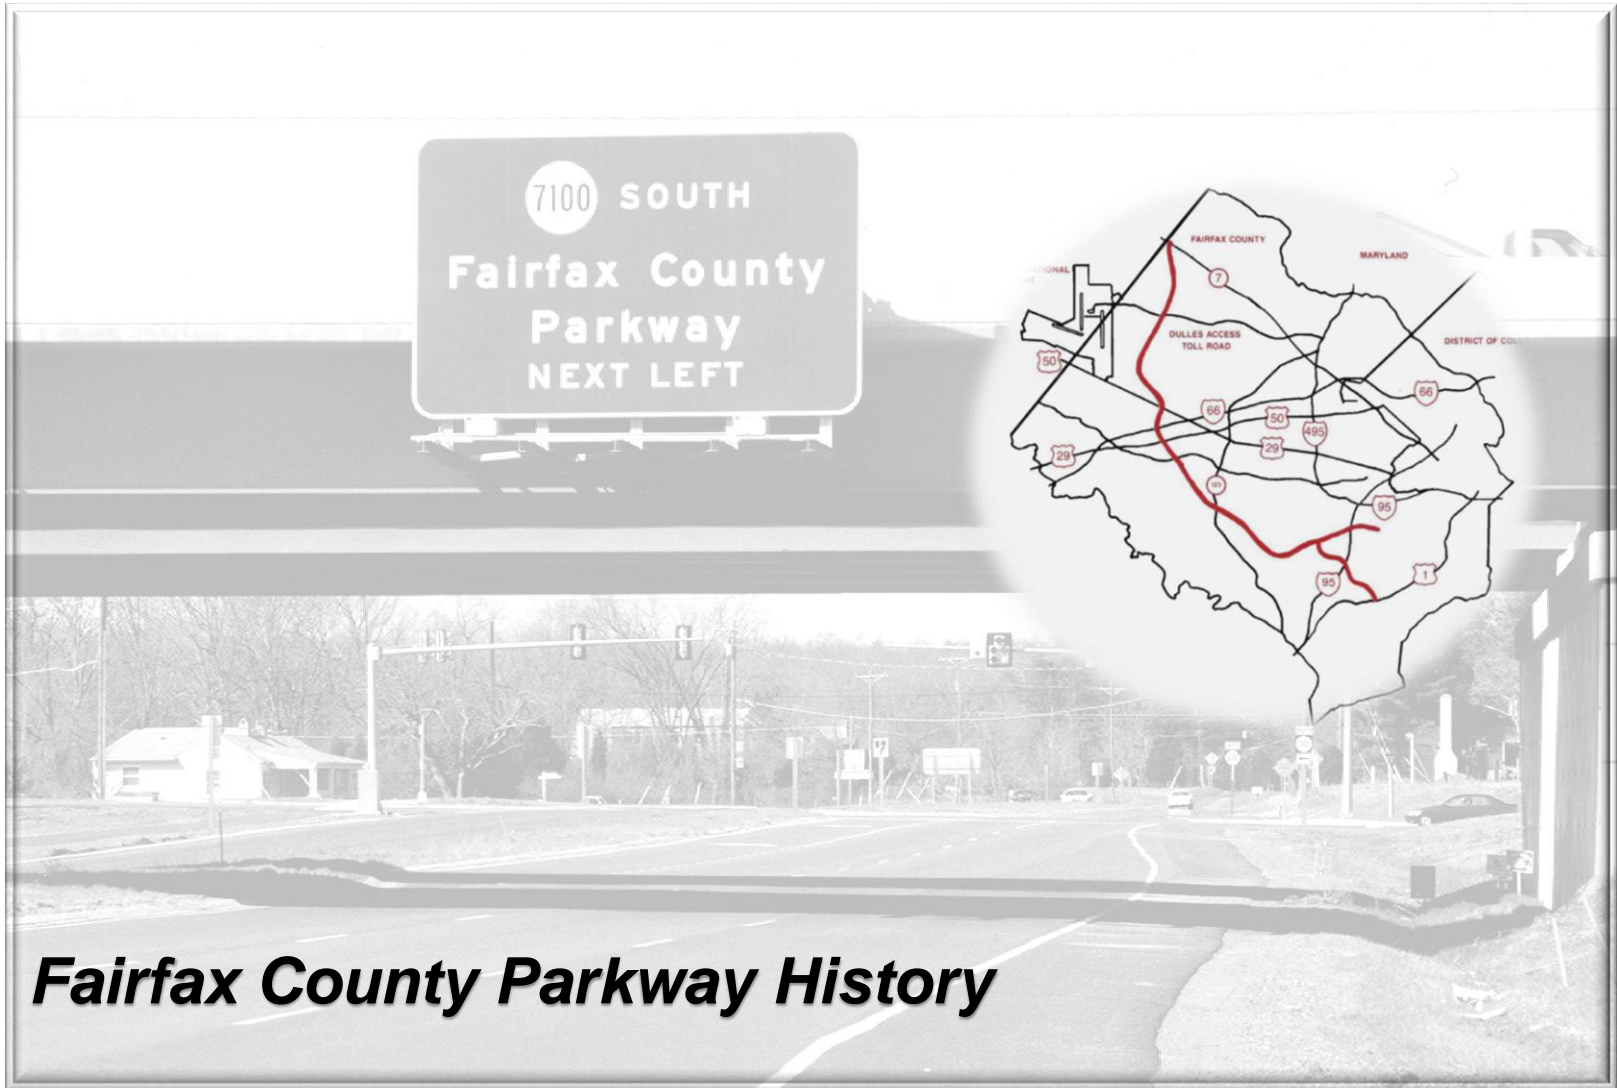 7100 SOUTH
Fairfax County
Parkway
NEXT LEFT
FAIRFAX COUNTY
MARYLAND
7
DULLES ACCESS
TOLL ROAD
DISTRICT OF
50
66
66
50
495
29
29
95
95
1
Fairfax County Parkway History